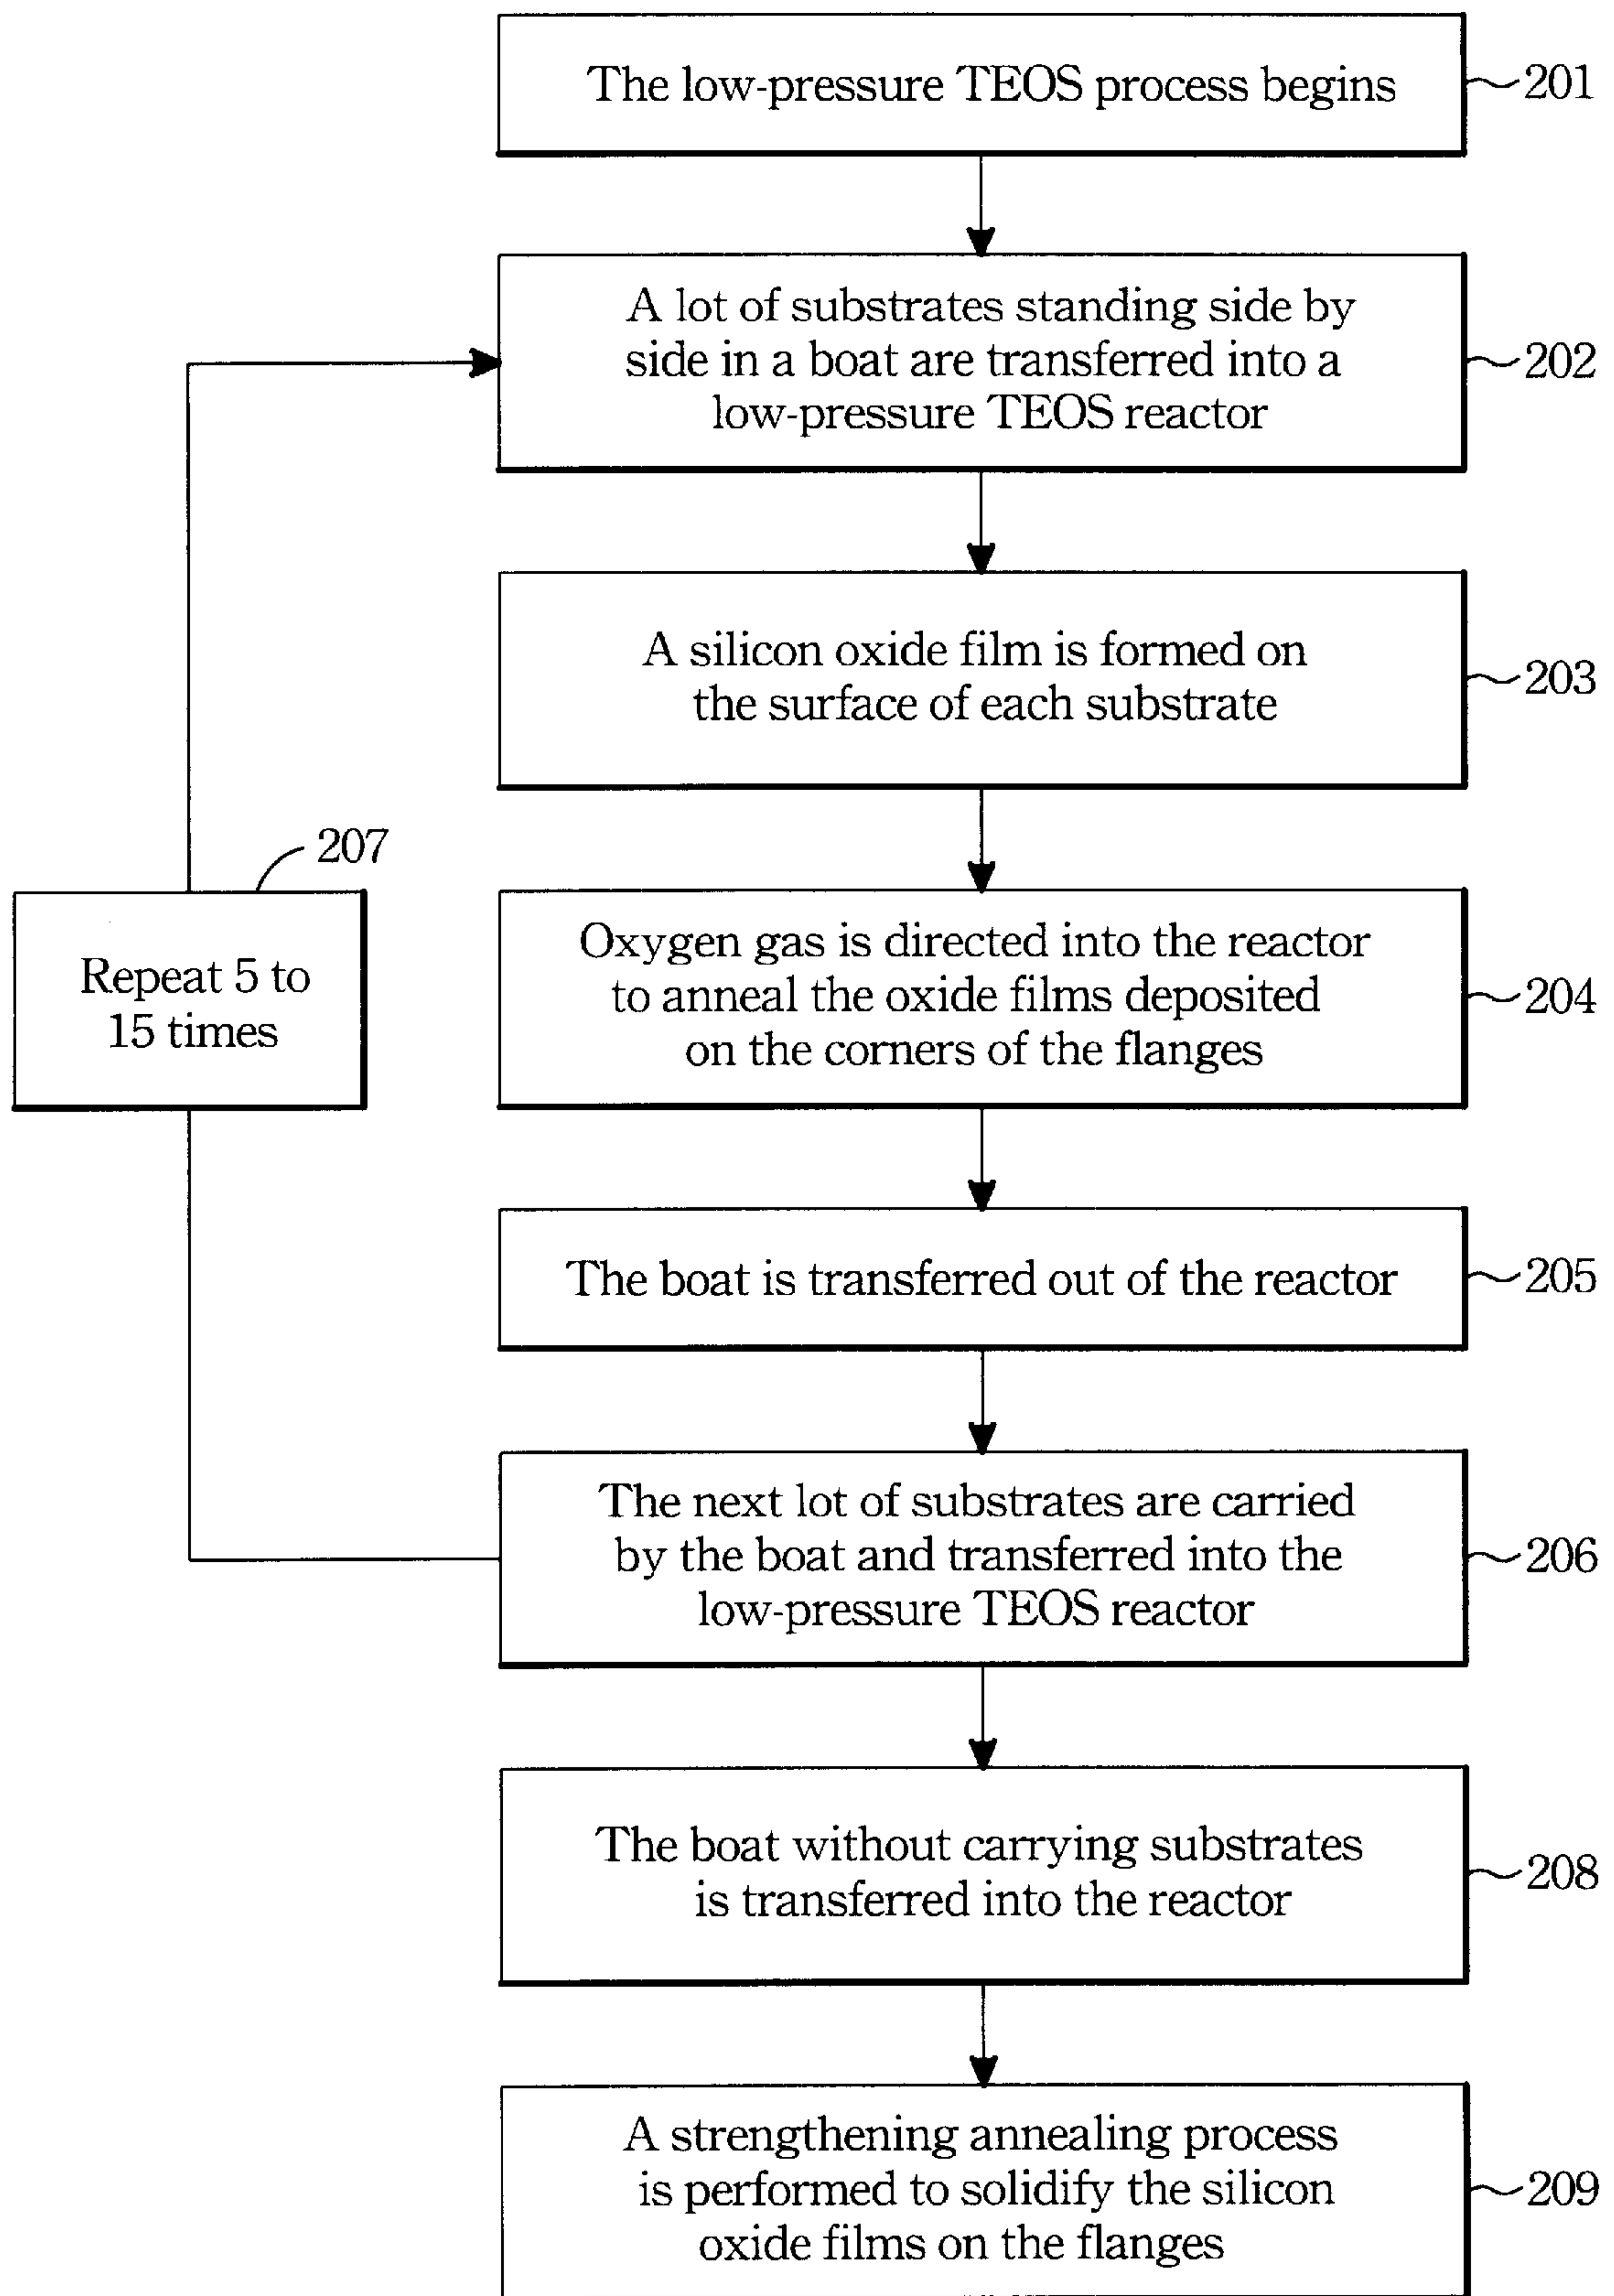 The low-pressure TEOS process begins
201
A lot of substrates standing side by
side in a boat are transferred into a
low-pressure TEOS reactor
202
A silicon oxide film is formed on
the surface of each substrate
203
207
Repeat 5 to
15 times
Oxygen gas is directed into the reactor
to anneal the oxide films deposited
on the corners of the flanges
204
The boat is transferred out of the reactor
205
The next lot of substrates are carried
by the boat and transferred into the
low-pressure TEOS reactor
206
The boat without carrying substrates
is transferred into the reactor
208
A strengthening annealing process
is performed to solidify the silicon
oxide films on the flanges
209